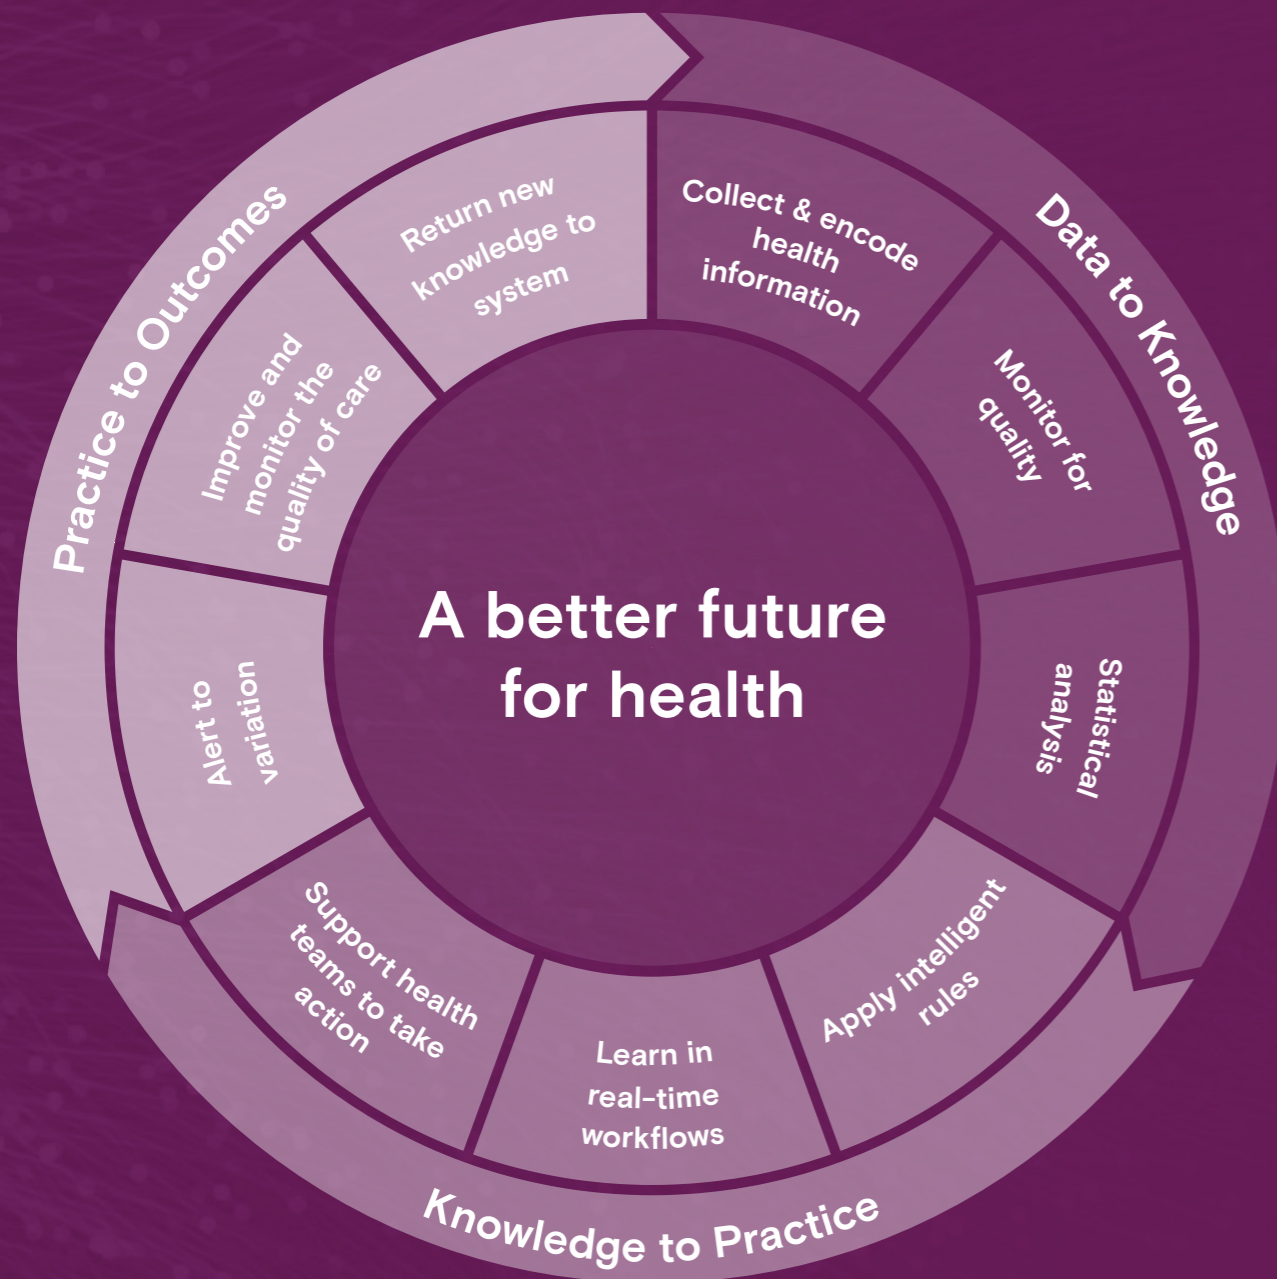 A better future
for health
Data to Knowledge
Collect & encode
health
information
Monitor for
quality
Statistical
analysis
Knowledge to Practice
Apply intelligent
rules
Learn in
real-time
workflows
Support health
teams to take
action
Practice to Outcomes
Alert to
variation
Improve and
monitor the
quality of care
Return new
knowledge to
system